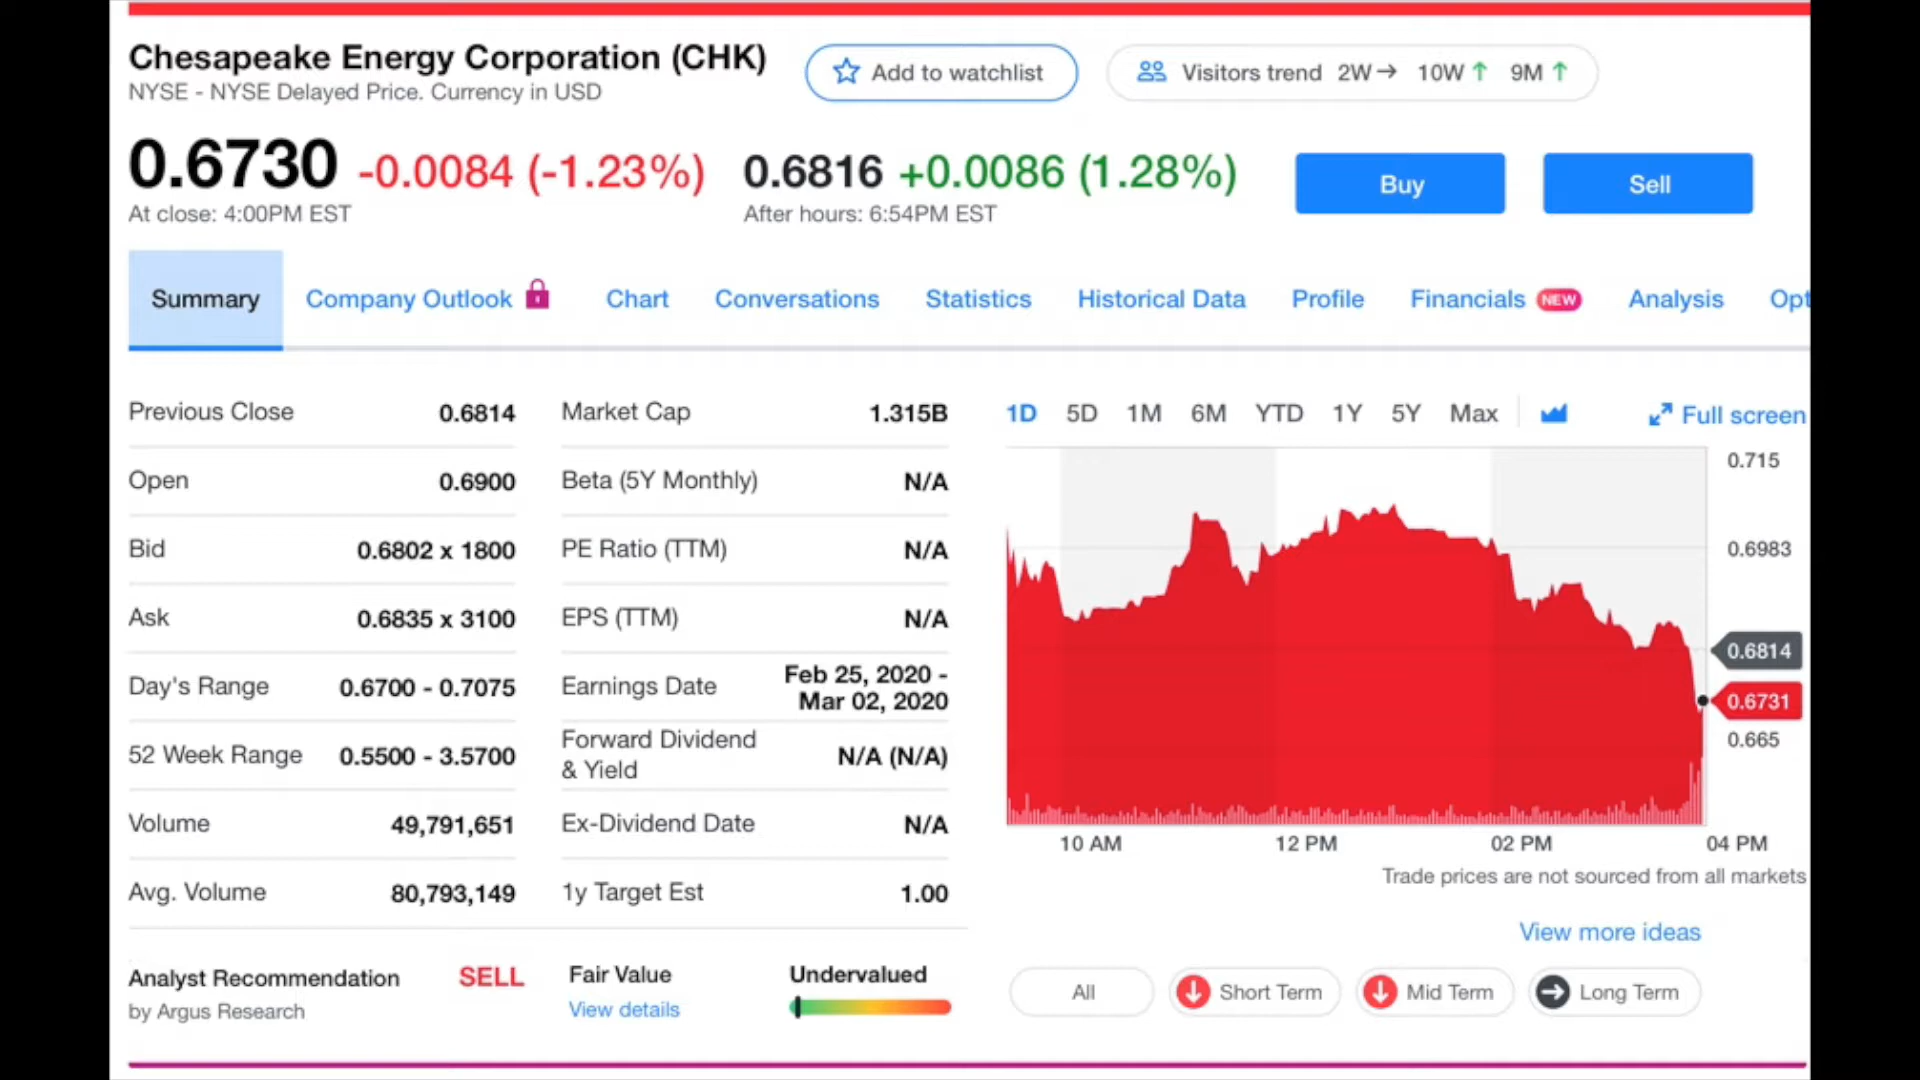 Chesapeake Energy Corporation (CHK)
NYSE - NYSE Delayed Price. Currency in USD
Add to watchlist
Visitors trend 2W→ 10W↑ 9M↑
0.6730 -0.0084 (-1.23%)
At close: 4:00PM EST
0.6816 +0.0086 (1.28%)
After hours: 6:54PM EST
Buy
Sell
Summary Company Outlook Chart Conversations Statistics Historical Data Profile Financials NEW Analysis Opt
Previous Close 0.6814
Open 0.6900
Bid 0.6802 x 1800
Ask 0.6835 x 3100
Day's Range 0.6700 - 0.7075
52 Week Range 0.5500 - 3.5700
Volume 49,791,651
Avg. Volume 80,793,149
Market Cap 1.315B
Beta (5Y Monthly) N/A
PE Ratio (TTM) N/A
EPS (TTM) N/A
Earnings Date Feb 25, 2020 -
Mar 02, 2020
Forward Dividend
& Yield N/A (N/A)
Ex-Dividend Date N/A
1y Target Est 1.00
1D 5D 1M 6M YTD 1Y 5Y Max Full screen
0.715
0.6983
0.6814
0.6731
0.665
10 AM 12 PM 02 PM 04 PM
Trade prices are not sourced from all markets
View more ideas
Analyst Recommendation SELL
by Argus Research
Fair Value
View details
Undervalued
All Short Term Mid Term Long Term